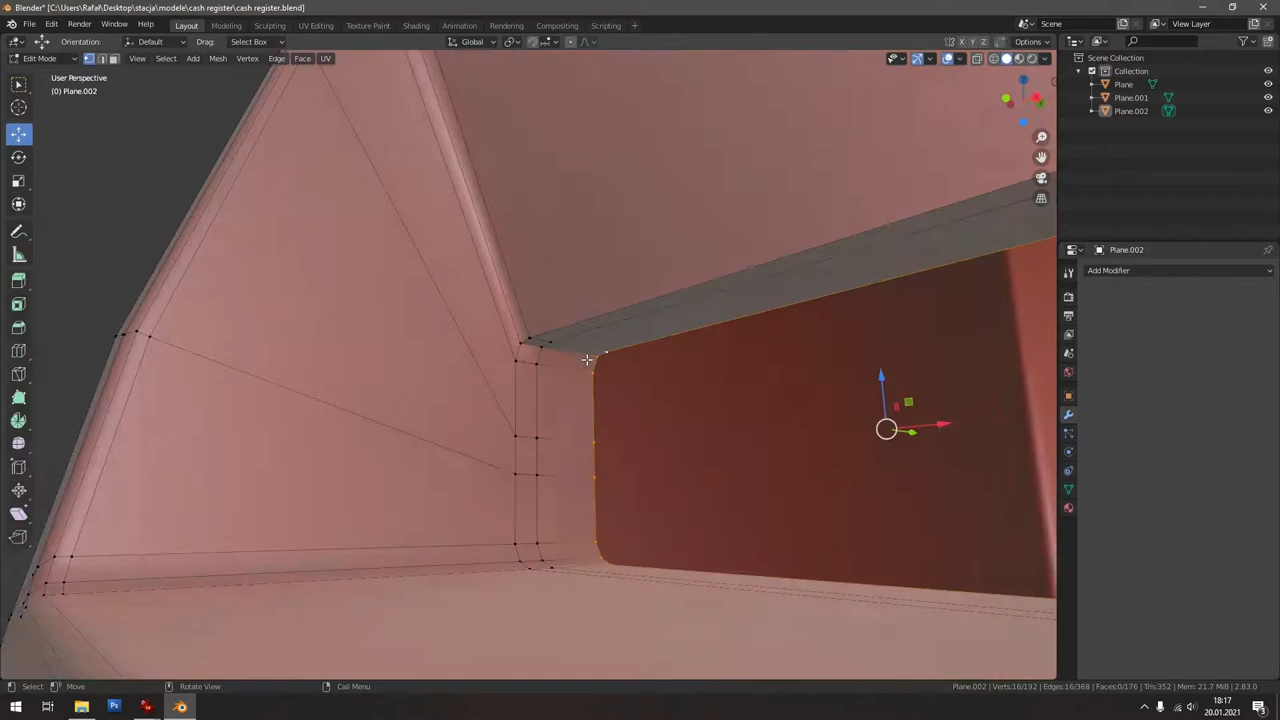 Blender* [C:\Users\Rafał\Desktop\stacja\modele\cash register\cash register.blend]
File Edit Render Window Help Layout Modeling Sculpting UV Editing Texture Paint Shading Animation Rendering Compositing Scripting + Scene View Layer
Orientation: Default Drag: Select Box Global X Y Z Options
Edit Mode View Select Add Mesh Vertex Edge Face UV
User Perspective
(0) Plane.002
Scene Collection
Collection
Plane
Plane.001
Plane.002
Plane.002
Add Modifier
Select Move Rotate View Call Menu Plane.002 | Verts:16/192 | Edges:16/368 | Faces:0/176 | Tris:352 | Mem: 21.7 MiB | 2.83.0
18:17
20.01.2021